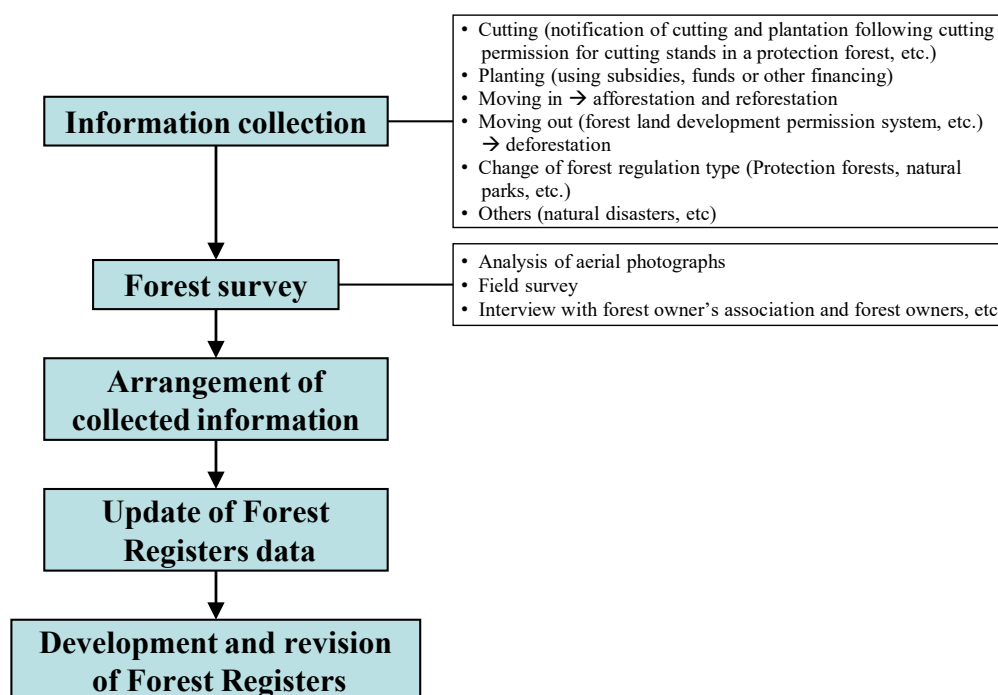 • Cutting (notification of cutting and plantation following cutting
permission for cutting stands in a protection forest, etc.)
• Planting (using subsidies, funds or other financing)
• Moving in → afforestation and reforestation
• Moving out (forest land development permission system, etc.)
→ deforestation
• Change of forest regulation type (Protection forests, natural
parks, etc.)
• Others (natural disasters, etc)
Information collection
• Analysis of aerial photographs
• Field survey
• Interview with forest owner's association and forest owners, etc
Forest survey
Arrangement of
collected information
Update of Forest
Registers data
Development and revision
of Forest Registers